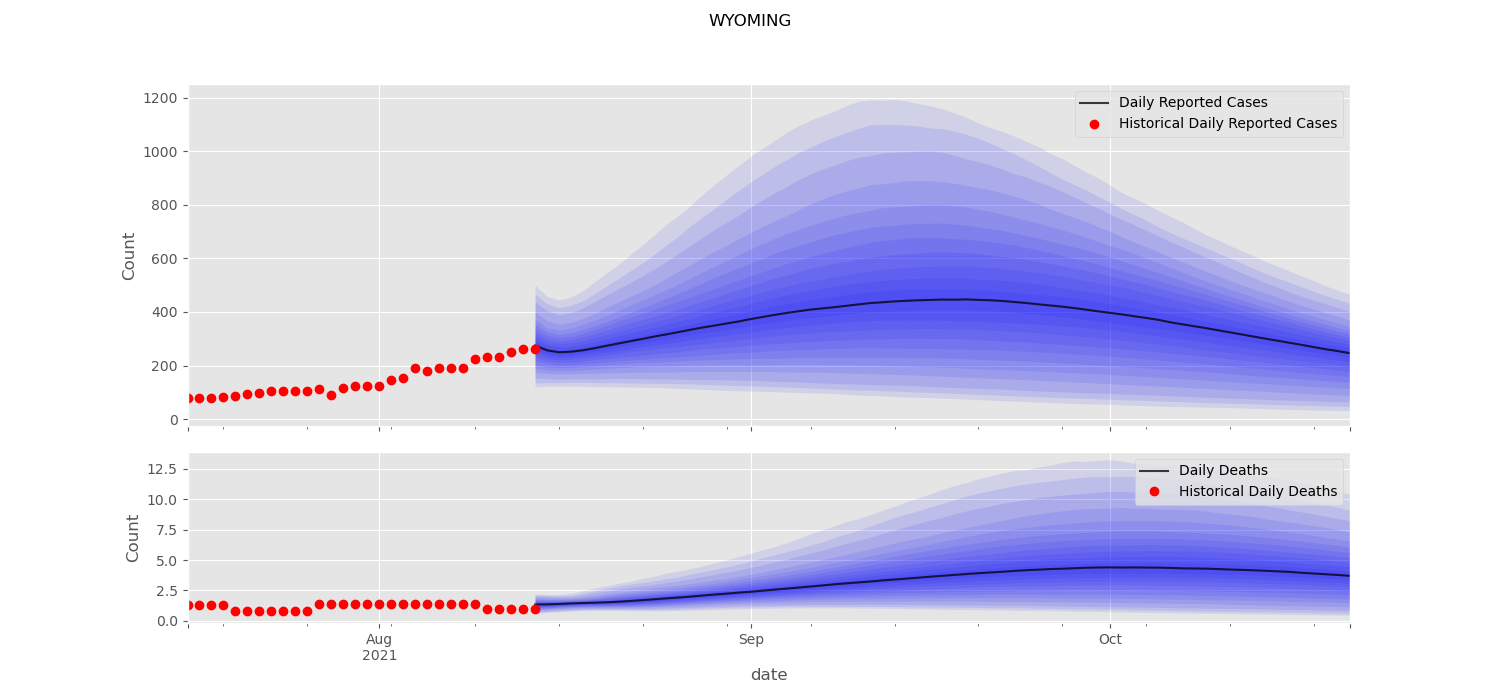 WYOMING
1200
1000
800
600
400
200
0
Count
Daily Reported Cases
Historical Daily Reported Cases
12.5
10.0
7.5
5.0
2.5
0.0
Count
Daily Deaths
Historical Daily Deaths
Aug
2021
Sep
Oct
date